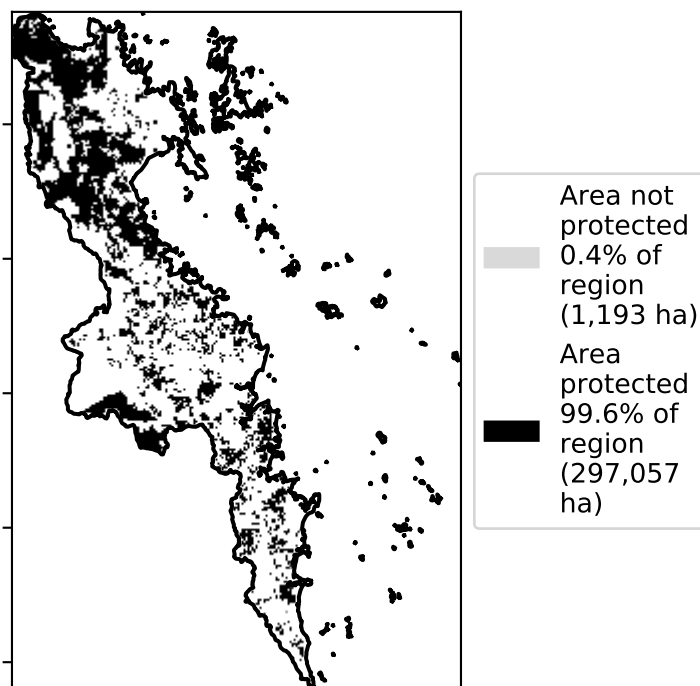 Area not
protected
0.4% of
region
(1,193 ha)
Area
protected
99.6% of
region
(297,057
ha)